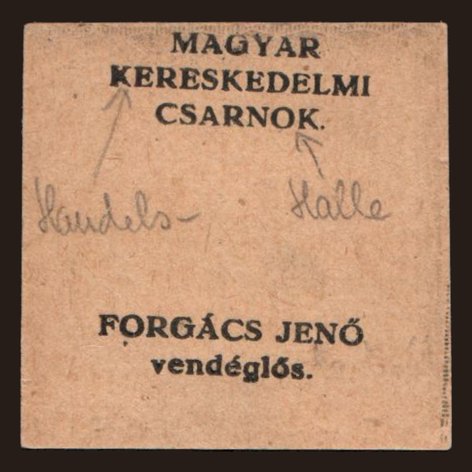 MAGYAR
KERESKEDELMI
CSARNOK.
Handels- Halle
FORGÁCS JENŐ
vendéglős.